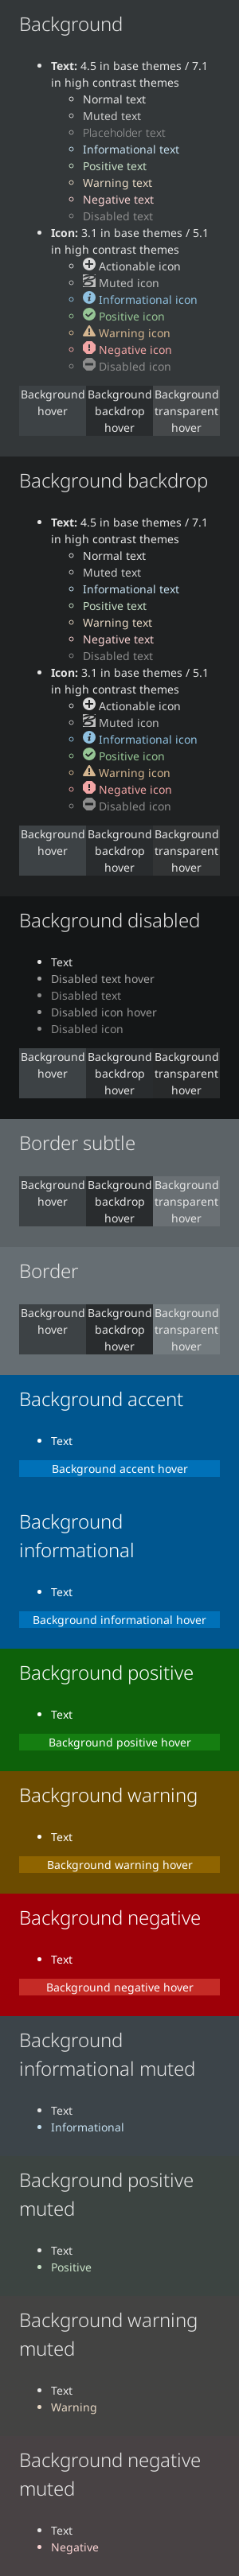 Background
Text: 4.5 in base themes / 7.1
in high contrast themes
Normal text
Muted text
Placeholder text
Informational text
Positive text
Warning text
Negative text
Disabled text
Icon: 3.1 in base themes / 5.1
in high contrast themes
Actionable icon
Muted icon
Informational icon
Positive icon
Warning icon
Negative icon
Disabled icon
Background Background Background
hover backdrop transparent
hover hover
Background backdrop
Text: 4.5 in base themes / 7.1
in high contrast themes
Normal text
Muted text
Informational text
Positive text
Warning text
Negative text
Disabled text
Icon: 3.1 in base themes / 5.1
in high contrast themes
Actionable icon
Muted icon
Informational icon
Positive icon
Warning icon
Negative icon
Disabled icon
Background Background Background
hover backdrop transparent
hover hover
Background disabled
Text
Disabled text hover
Disabled text
Disabled icon hover
Disabled icon
Background Background Background
hover backdrop transparent
hover hover
Border subtle
Background Background Background
hover backdrop transparent
hover hover
Border
Background Background Background
hover backdrop transparent
hover hover
Background accent
Text
Background accent hover
Background
informational
Text
Background informational hover
Background positive
Text
Background positive hover
Background warning
Text
Background warning hover
Background negative
Text
Background negative hover
Background
informational muted
Text
Informational
Background positive
muted
Text
Positive
Background warning
muted
Text
Warning
Background negative
muted
Text
Negative